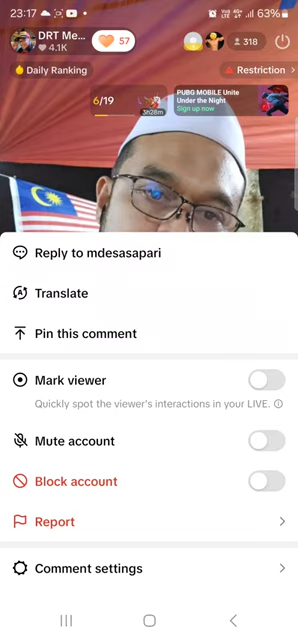 23:17
63%
DRT Me...
4.1K
57
318
Daily Ranking
Restriction
6/19
3h28m
PUBG MOBILE Unite
Under the Night
Sign up now
Reply to mdesasapari
Translate
Pin this comment
Mark viewer
Quickly spot the viewer's interactions in your LIVE.
Mute account
Block account
Report
Comment settings